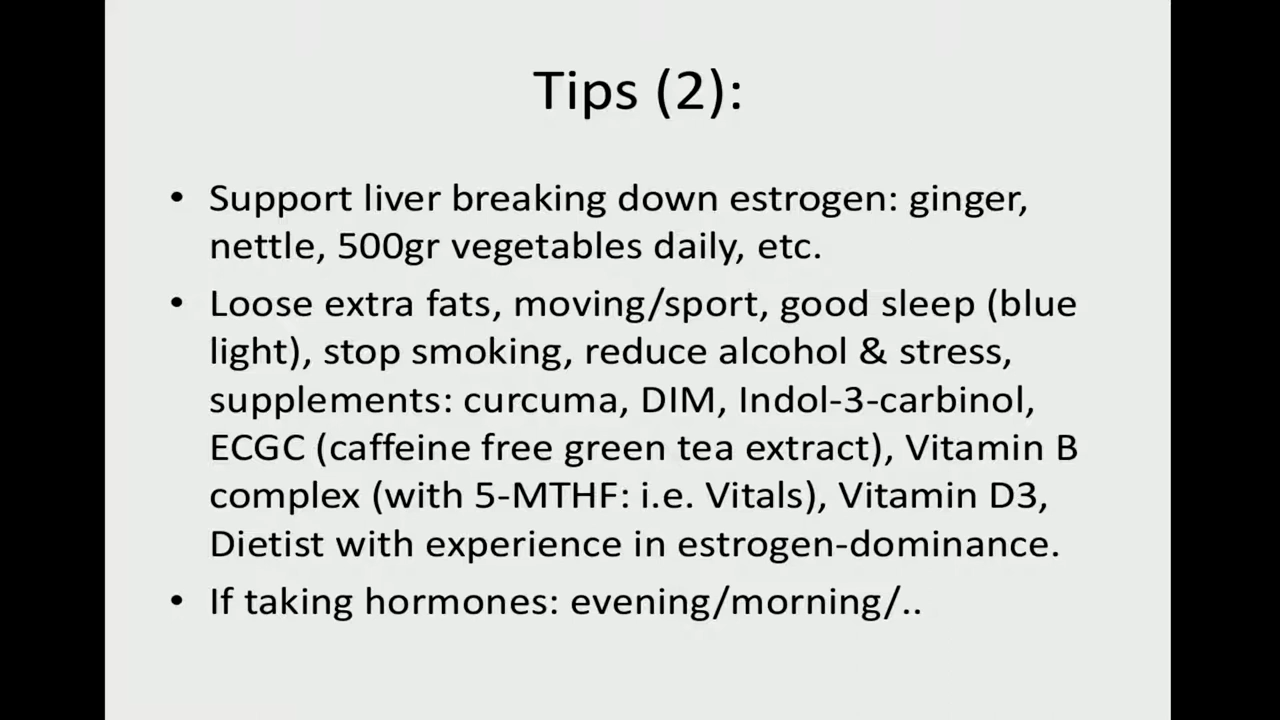 Tips (2):
• Support liver breaking down estrogen: ginger,
nettle, 500gr vegetables daily, etc.
• Loose extra fats, moving/sport, good sleep (blue
light), stop smoking, reduce alcohol & stress,
supplements: curcuma, DIM, Indol-3-carbinol,
ECGC (caffeine free green tea extract), Vitamin B
complex (with 5-MTHF: i.e. Vitals), Vitamin D3,
Dietist with experience in estrogen-dominance.
• If taking hormones: evening/morning/..